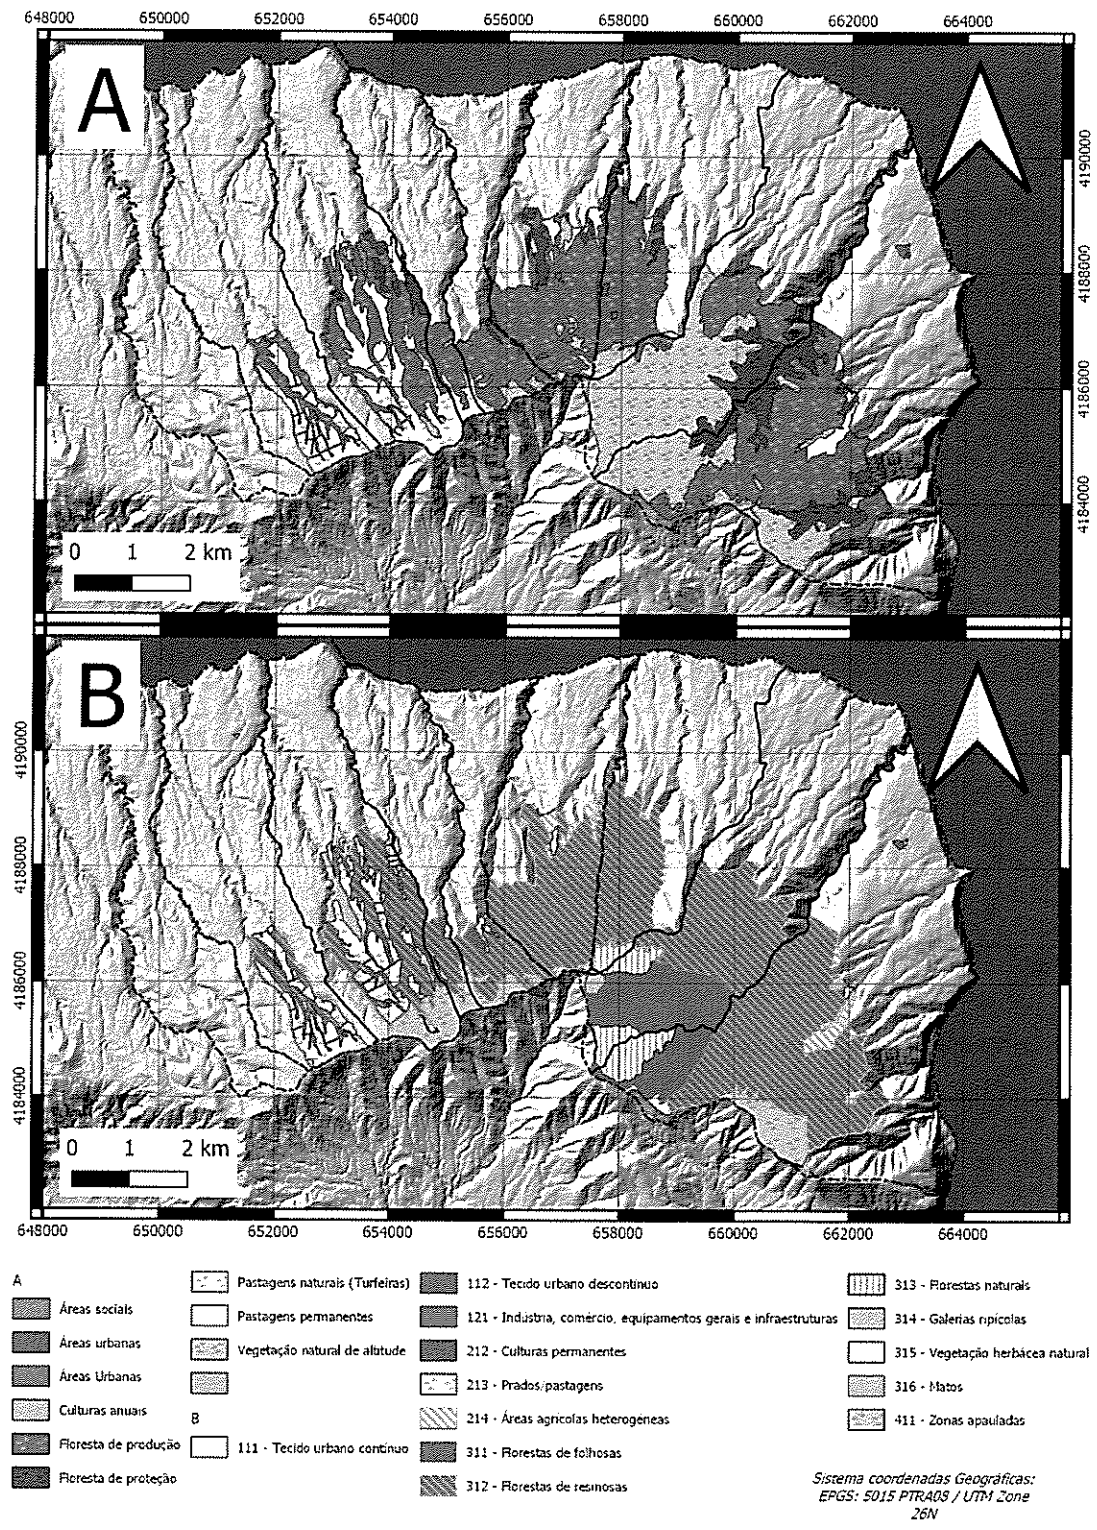 648000 650000 652000 654000 656000 658000 660000 662000 664000
A
4190000
4188000
4186000
4184000
0 1 2 km
B
4190000
4188000
4186000
4184000
4190000
4188000
4186000
4184000
0 1 2 km
648000 650000 652000 654000 656000 658000 660000 662000 664000
A
Áreas sociais
Áreas urbanas
Áreas Urbanas
Culturas anuais
Floresta de produção
Floresta de proteção
Pastagens naturais (Turfeiras)
Pastagens permanentes
Vegetação natural de altitude
B
111 - Tecido urbano contínuo
112 - Tecido urbano descontínuo
121 - Indústria, comércio, equipamentos gerais e infraestruturas
212 - Culturas permanentes
213 - Prados/pastagens
214 - Áreas agrícolas heterogéneas
311 - Florestas de folhosas
312 - Florestas de resinosas
313 - Florestas naturais
314 - Galerias ripícolas
315 - Vegetação herbácea natural
316 - Matos
411 - Zonas apauladas
Sistema coordenadas Geográficas:
EPGS: 5015 PTRA08 / UTM Zone
26N